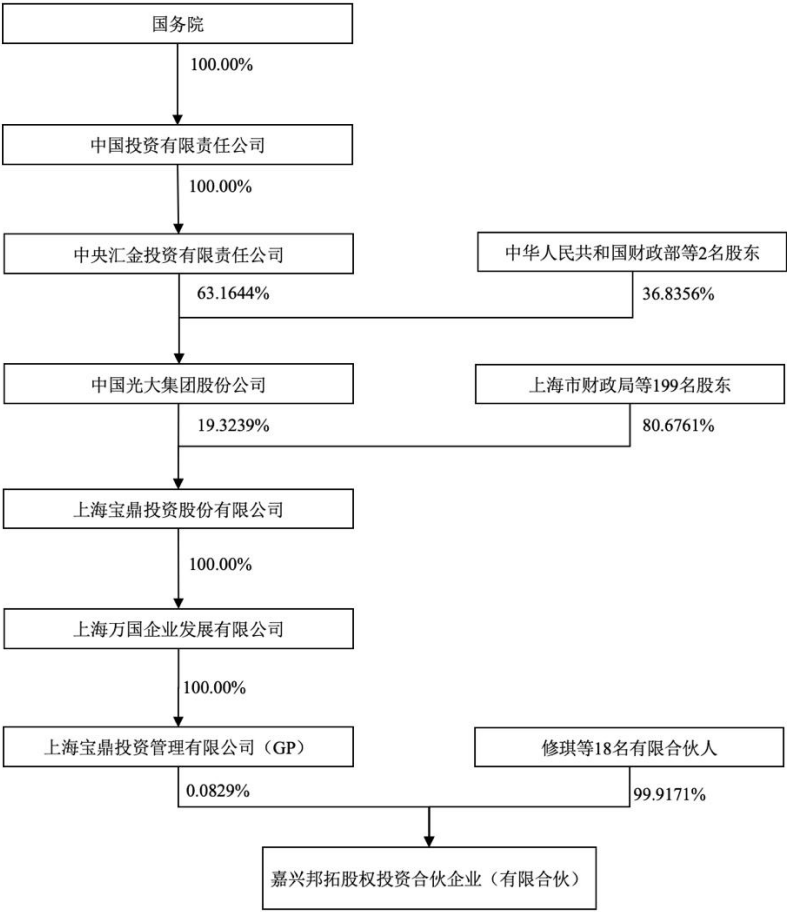 国务院
100.00%
中国投资有限责任公司
100.00%
中央汇金投资有限责任公司
中华人民共和国财政部等2名股东
63.1644%
36.8356%
中国光大集团股份公司
上海市财政局等199名股东
19.3239%
80.6761%
上海宝鼎投资股份有限公司
100.00%
上海万国企业发展有限公司
100.00%
上海宝鼎投资管理有限公司（GP）
修琪等18名有限合伙人
0.0829%
99.9171%
嘉兴邦拓股权投资合伙企业（有限合伙）